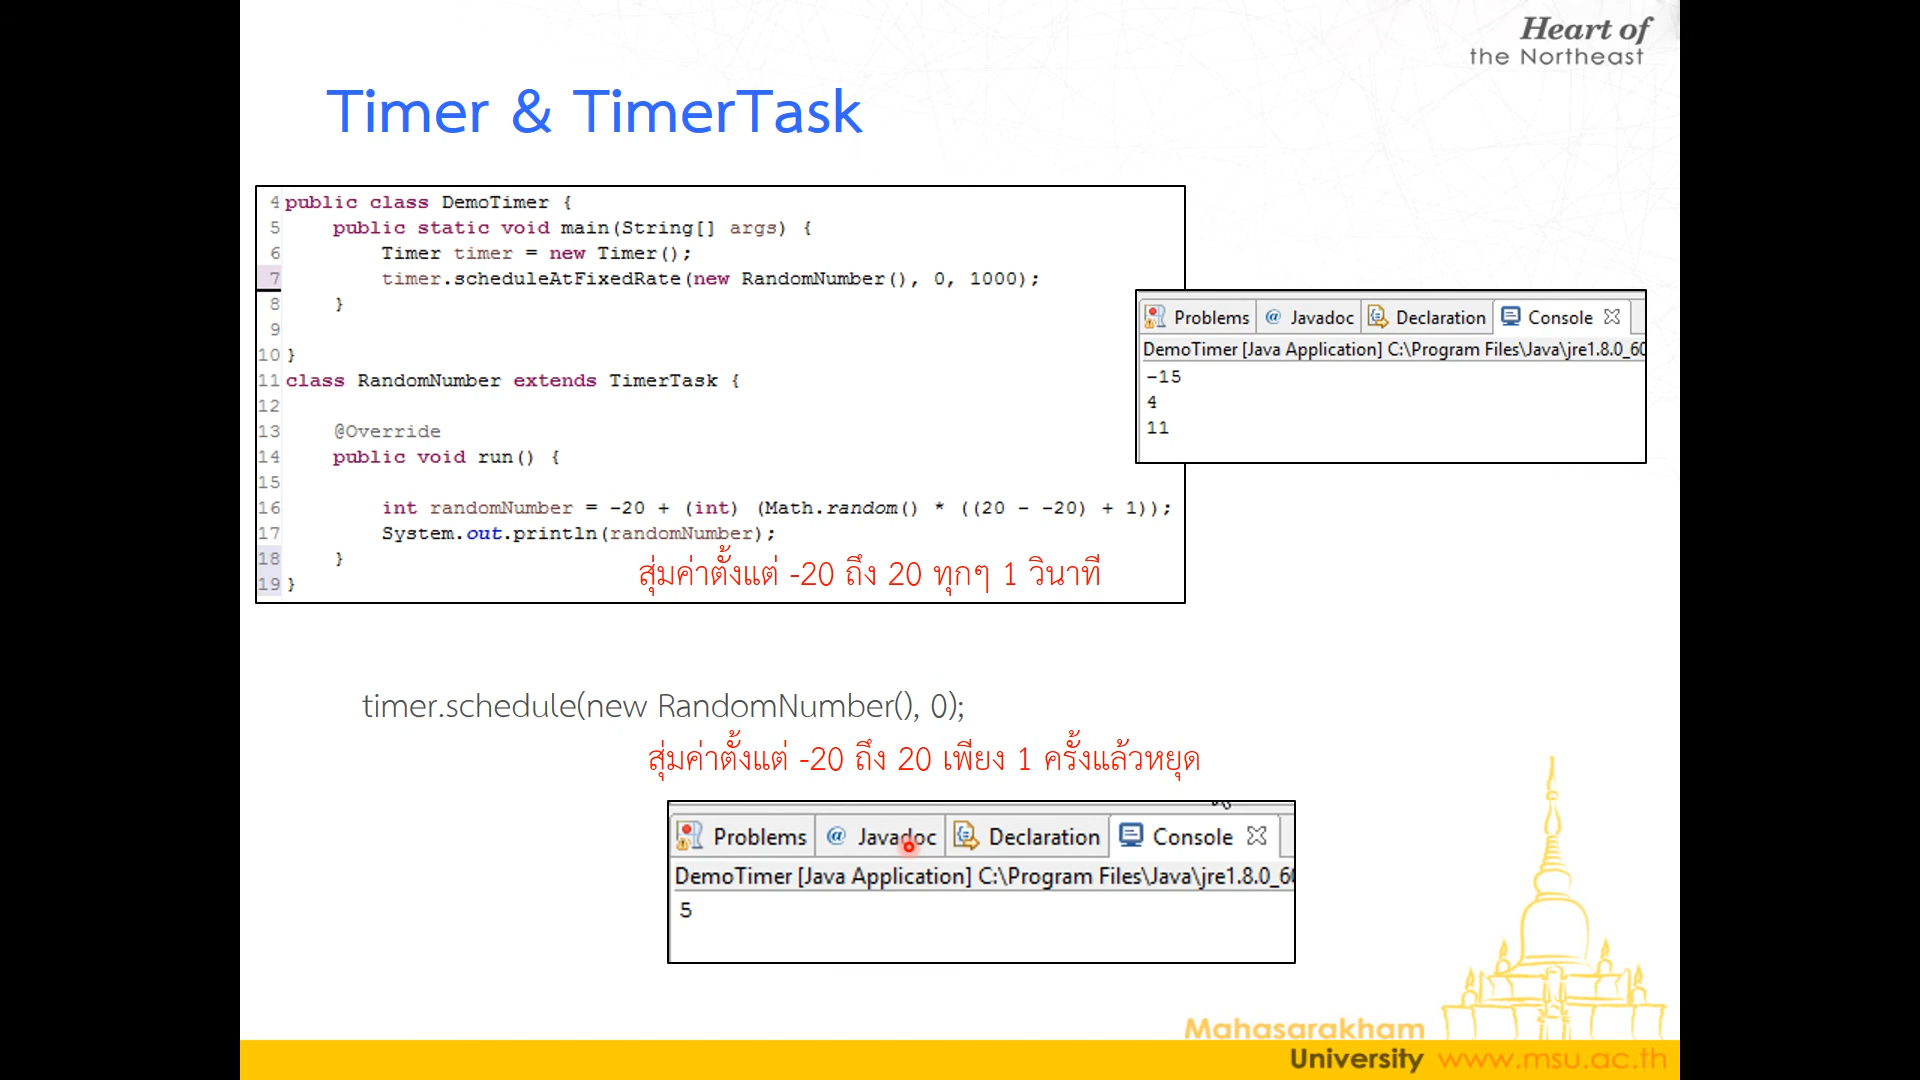 Heart of
the Northeast
Timer & TimerTask
4 public class DemoTimer {
5 public static void main(String[] args) {
6 Timer timer = new Timer();
7 timer.scheduleAtFixedRate(new RandomNumber(), 0, 1000);
8 }
9
10 }
11 class RandomNumber extends TimerTask {
12
13 @Override
14 public void run() {
15
16 int randomNumber = -20 + (int) (Math.random() * ((20 - -20) + 1));
17 System.out.println(randomNumber);
18 }
19 }
สุ่มค่าตั้งแต่ -20 ถึง 20 ทุกๆ 1 วินาที
Problems @ Javadoc Declaration Console
DemoTimer [Java Application] C:\Program Files\Java\jre1.8.0_60
-15
4
11
timer.schedule(new RandomNumber(), 0);
สุ่มค่าตั้งแต่ -20 ถึง 20 เพียง 1 ครั้งแล้วหยุด
Problems @ Javadoc Declaration Console
DemoTimer [Java Application] C:\Program Files\Java\jre1.8.0_60
5
Mahasarakham
University www.msu.ac.th